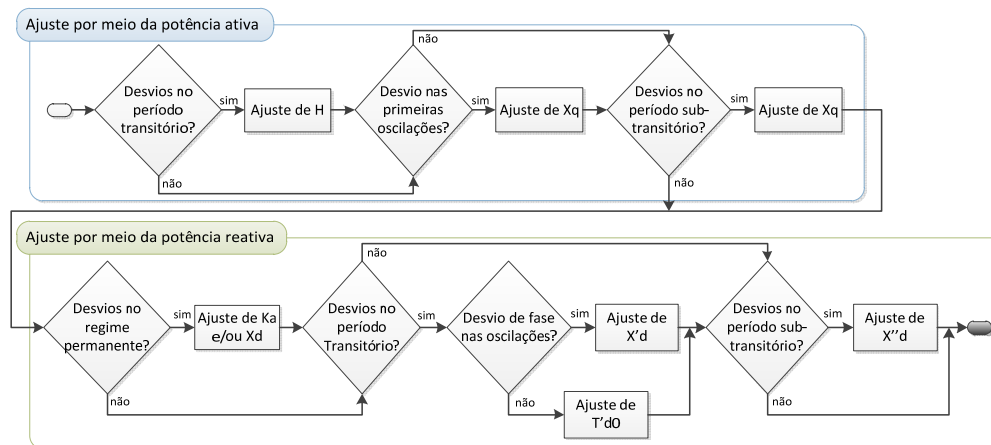 Ajuste por meio da potência ativa
não
Desvios no
período
transitório?
sim
Ajuste de H
Desvio nas
primeiras
oscilações?
sim
Ajuste de Xq
Desvios no
período sub-
transitório?
sim
Ajuste de Xq
não
não
Ajuste por meio da potência reativa
não
Desvios no
regime
permanente?
sim
Ajuste de Ka
e/ou Xd
Desvios no
período
Transitório?
sim
Desvio de fase
nas oscilações?
sim
Ajuste de
X'd
Desvios no
período sub-
transitório?
sim
Ajuste de
X''d
não
não
Ajuste de
T'd0
não